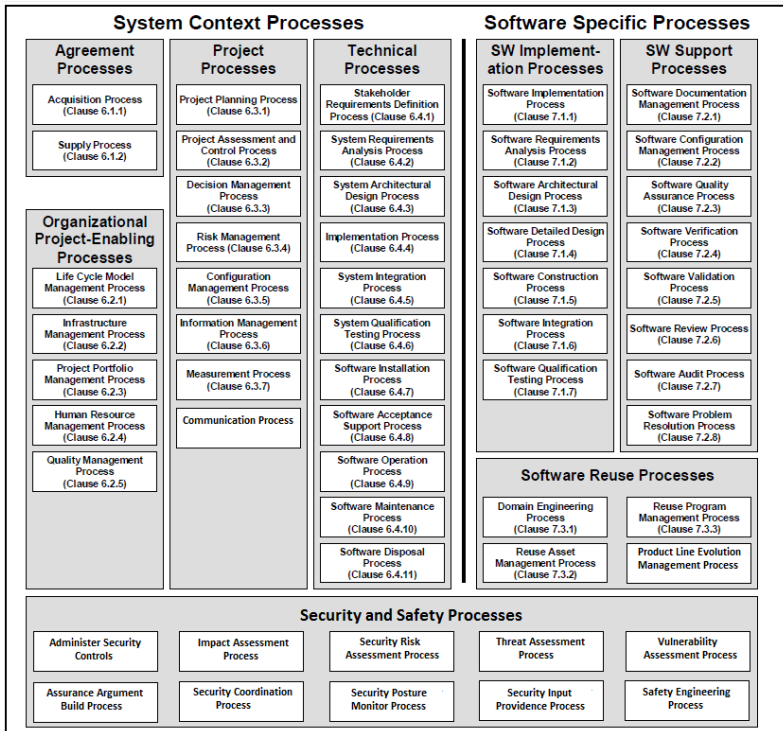 System Context Processes
Software Specific Processes
Agreement
Processes
Acquisition Process
(Clause 6.1.1)
Supply Process
(Clause 6.1.2)
Organizational
Project-Enabling
Processes
Life Cycle Model
Management Process
(Clause 6.2.1)
Infrastructure
Management Process
(Clause 6.2.2)
Project Portfolio
Management Process
(Clause 6.2.3)
Human Resource
Management Process
(Clause 6.2.4)
Quality Management
Process
(Clause 6.2.5)
Project
Processes
Project Planning Process
(Clause 6.3.1)
Project Assessment and
Control Process
(Clause 6.3.2)
Decision Management
Process
(Clause 6.3.3)
Risk Management
Process (Clause 6.3.4)
Configuration
Management Process
(Clause 6.3.5)
Information Management
Process
(Clause 6.3.6)
Measurement Process
(Clause 6.3.7)
Communication Process
Technical
Processes
Stakeholder
Requirements Definition
Process (Clause 6.4.1)
System Requirements
Analysis Process
(Clause 6.4.2)
System Architectural
Design Process
(Clause 6.4.3)
Implementation Process
(Clause 6.4.4)
System Integration
Process
(Clause 6.4.5)
System Qualification
Testing Process
(Clause 6.4.6)
Software Installation
Process
(Clause 6.4.7)
Software Acceptance
Support Process
(Clause 6.4.8)
Software Operation
Process
(Clause 6.4.9)
Software Maintenance
Process
(Clause 6.4.10)
Software Disposal
Process
(Clause 6.4.11)
SW Implement-
ation Processes
Software Implementation
Process
(Clause 7.1.1)
Software Requirements
Analysis Process
(Clause 7.1.2)
Software Architectural
Design Process
(Clause 7.1.3)
Software Detailed Design
Process
(Clause 7.1.4)
Software Construction
Process
(Clause 7.1.5)
Software Integration
Process
(Clause 7.1.6)
Software Qualification
Testing Process
(Clause 7.1.7)
SW Support
Processes
Software Documentation
Management Process
(Clause 7.2.1)
Software Configuration
Management Process
(Clause 7.2.2)
Software Quality
Assurance Process
(Clause 7.2.3)
Software Verification
Process
(Clause 7.2.4)
Software Validation
Process
(Clause 7.2.5)
Software Review Process
(Clause 7.2.6)
Software Audit Process
(Clause 7.2.7)
Software Problem
Resolution Process
(Clause 7.2.8)
Software Reuse Processes
Domain Engineering
Process
(Clause 7.3.1)
Reuse Program
Management Process
(Clause 7.3.3)
Reuse Asset
Management Process
(Clause 7.3.2)
Product Line Evolution
Management Process
Security and Safety Processes
Administer Security
Controls
Impact Assessment
Process
Security Risk
Assessment Process
Threat Assessment
Process
Vulnerability
Assessment Process
Assurance Argument
Build Process
Security Coordination
Process
Security Posture
Monitor Process
Security Input
Providence Process
Safety Engineering
Process